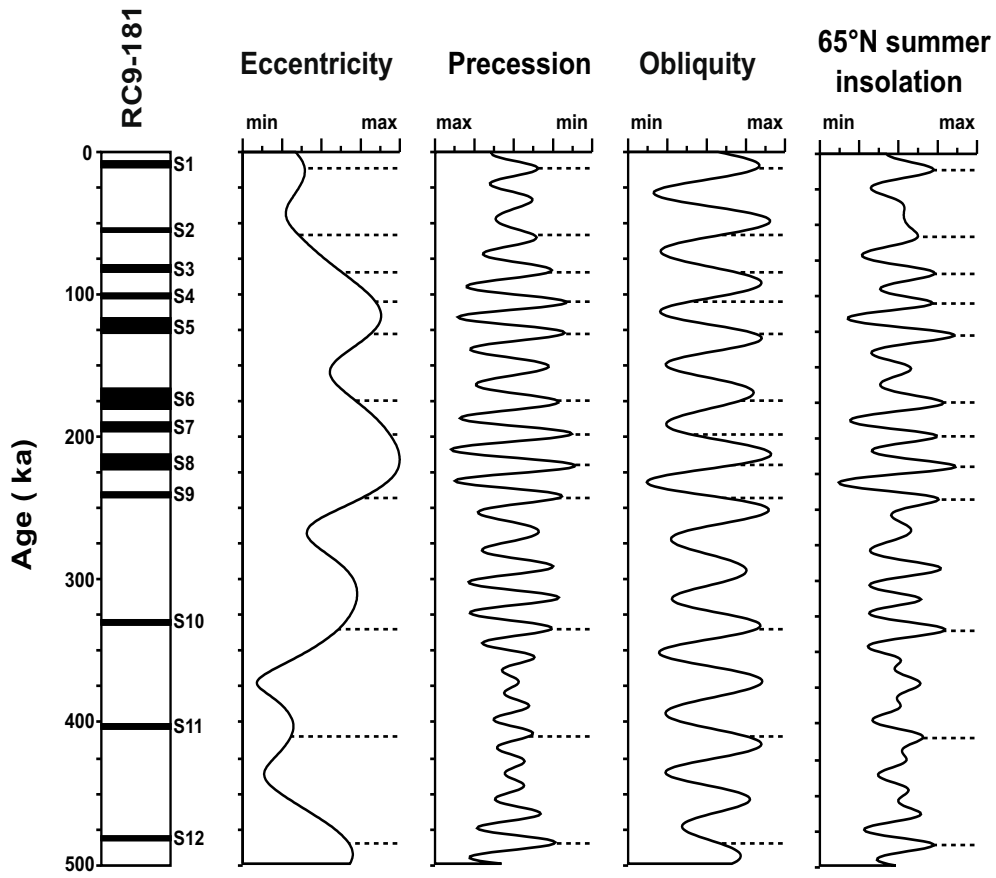 RC9-181
Eccentricity
Precession
Obliquity
65°N summer
insolation
min max
max min
min max
min max
Age ( ka)
0
100
200
300
400
500
S1
S2
S3
S4
S5
S6
S7
S8
S9
S10
S11
S12